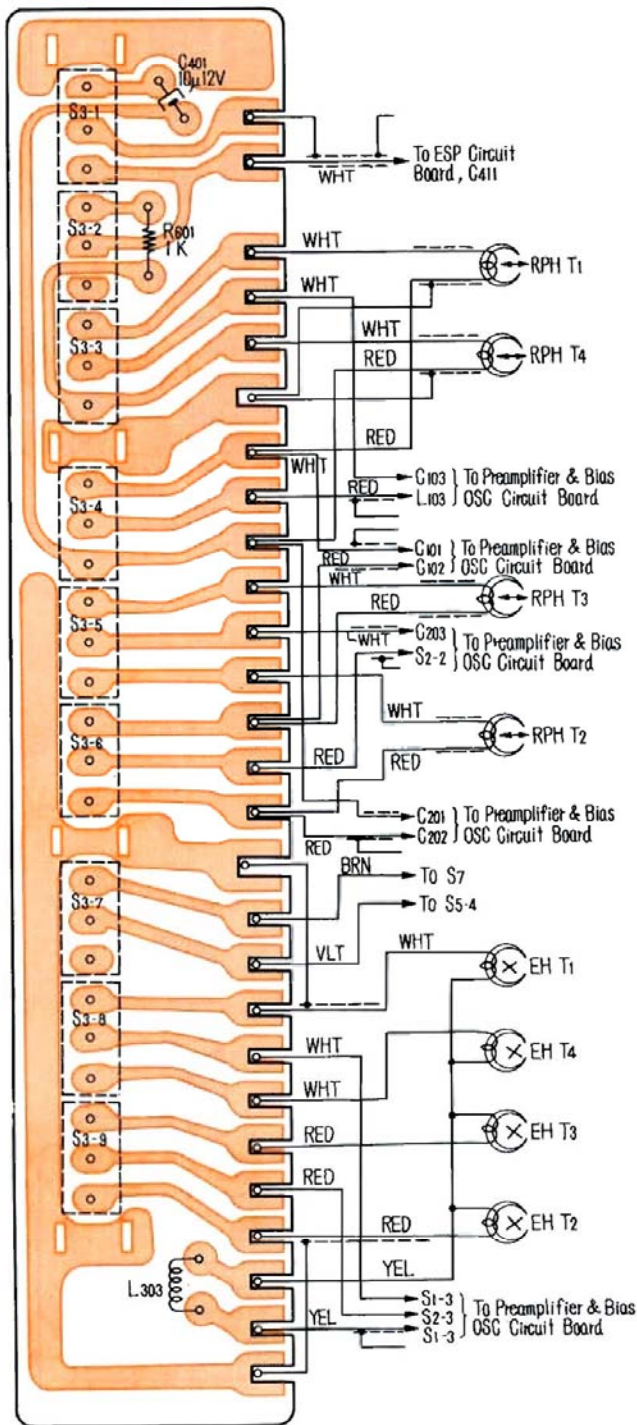 C401
10μ12V
S3-1
To ESP Circuit
Board, C411
WHT
S3-2
R601
1K
WHT
RPH T1
WHT
S3-3
WHT
RED
RPH T4
RED
WHT
C103
L103
To Preamplifier & Bias
OSC Circuit Board
RED
S3-4
C101
C102
To Preamplifier & Bias
OSC Circuit Board
RED
WHT
S3-5
RED
RPH T3
WHT
C203
S2-2
To Preamplifier & Bias
OSC Circuit Board
WHT
S3-6
RED
RED
RPH T2
C201
C202
To Preamplifier & Bias
OSC Circuit Board
RED
BRN
To S7
S3-7
To S5-4
VLT
WHT
EH T1
S3-8
WHT
EH T4
WHT
S3-9
RED
EH T3
RED
RED
EH T2
L303
YEL
YEL
S1-3
S2-3
S1-3
To Preamplifier & Bias
OSC Circuit Board